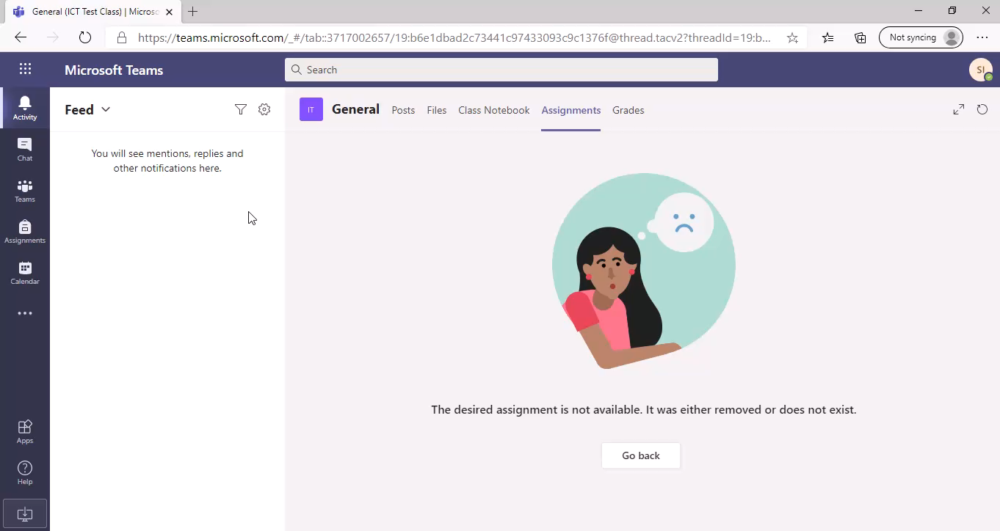 General (ICT Test Class) | Microso
https://teams.microsoft.com/_#/tab::3717002657/19:b6e1dbad2c73441c97433093c9c1376f@thread.tacv2?threadId=19:b...
Not syncing
Microsoft Teams
Search
SI
Activity
Chat
Teams
Assignments
Calendar
Apps
Help
Feed
You will see mentions, replies and
other notifications here.
IT
General
Posts
Files
Class Notebook
Assignments
Grades
The desired assignment is not available. It was either removed or does not exist.
Go back